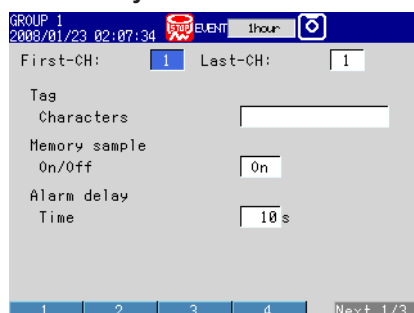 GROUP 1
2008/01/23 02:07:34 STOP EVENT 1hour
First-CH: 1 Last-CH: 1
Tag
Characters
Memory sample
On/Off On
Alarm delay
Time 10 s
1 2 3 4 Next 1/3